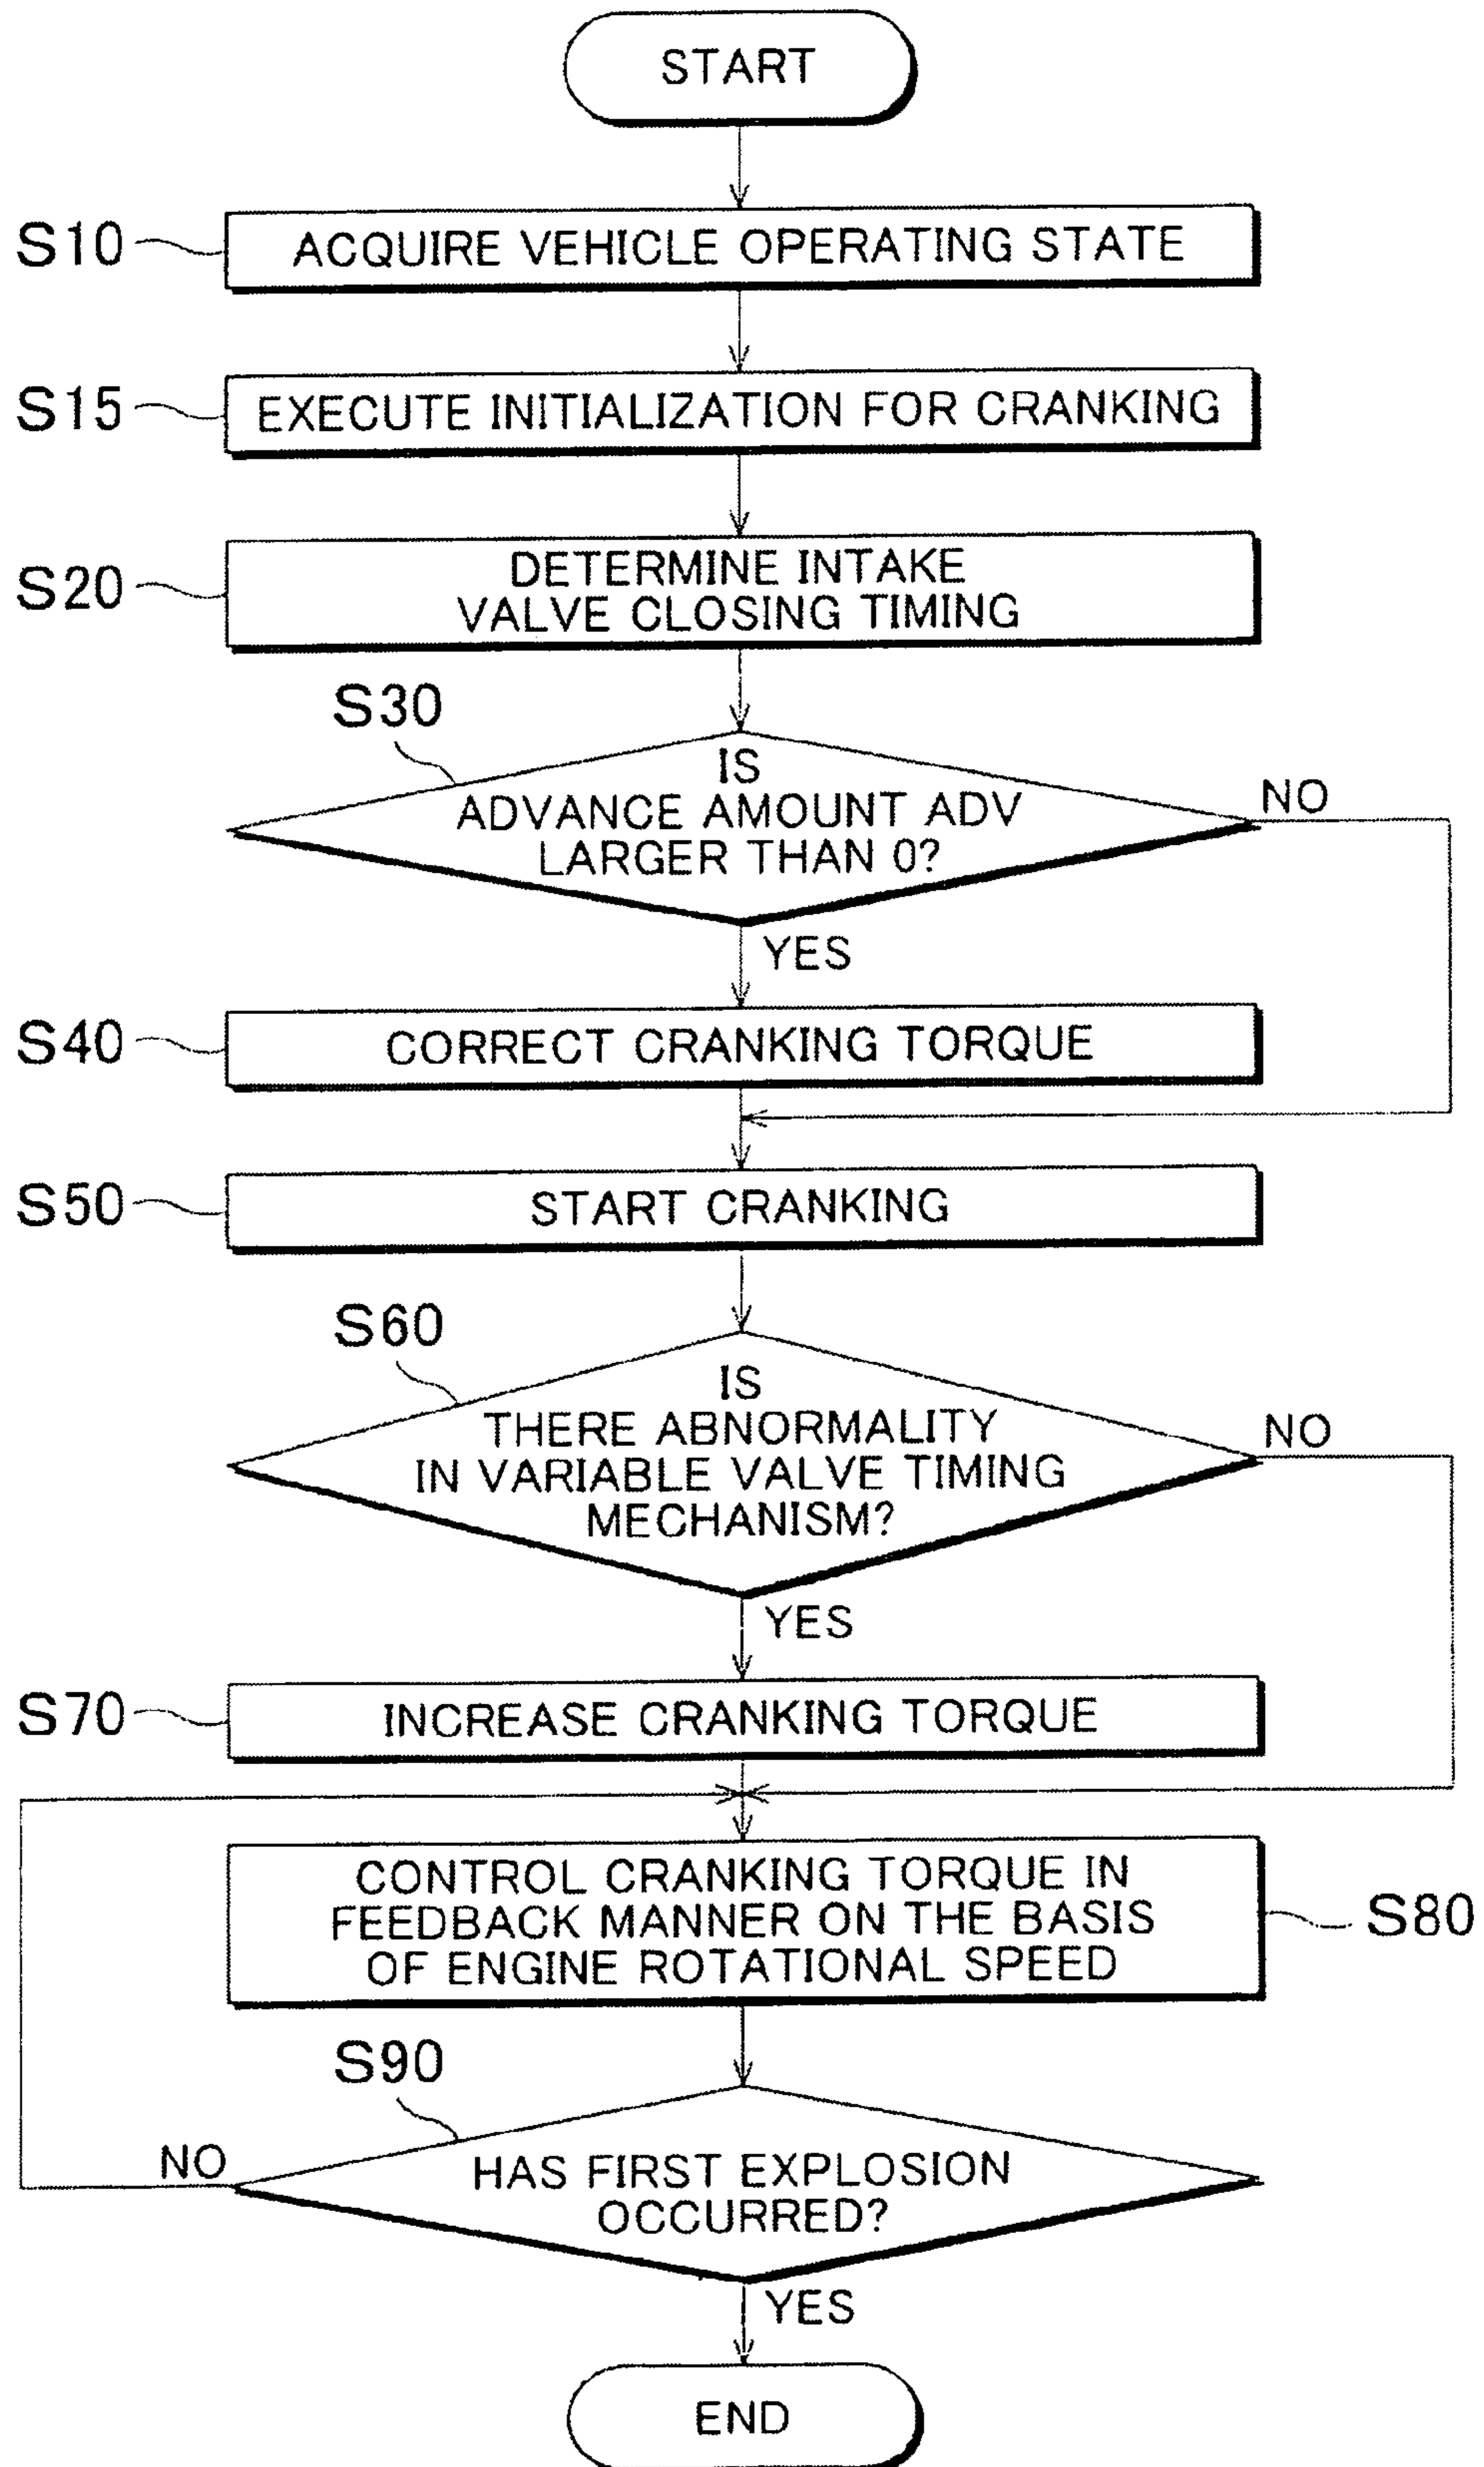 START
S10
ACQUIRE VEHICLE OPERATING STATE
S15
EXECUTE INITIALIZATION FOR CRANKING
S20
DETERMINE INTAKE
VALVE CLOSING TIMING
S30
IS
ADVANCE AMOUNT ADV
LARGER THAN 0?
NO
YES
S40
CORRECT CRANKING TORQUE
S50
START CRANKING
S60
IS
THERE ABNORMALITY
IN VARIABLE VALVE TIMING
MECHANISM?
NO
YES
S70
INCREASE CRANKING TORQUE
CONTROL CRANKING TORQUE IN
FEEDBACK MANNER ON THE BASIS
OF ENGINE ROTATIONAL SPEED
S80
S90
NO
HAS FIRST EXPLOSION
OCCURRED?
YES
END